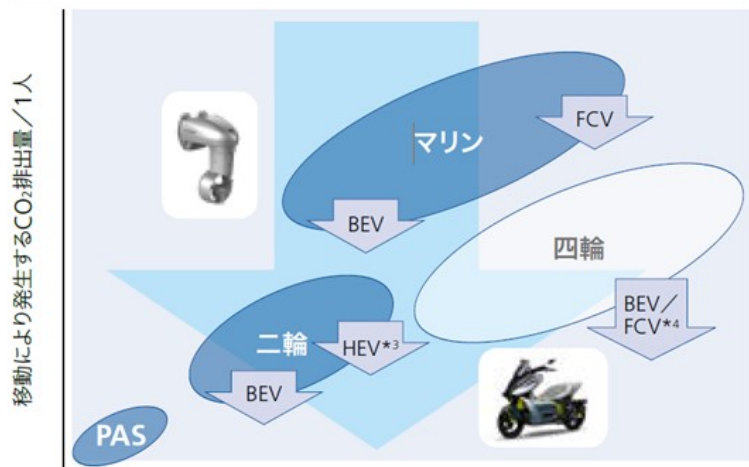 移動により発生するCO₂排出量／1人
FCV
マリン
BEV
四輪
BEV／
FCV*⁴
二輪
HEV*³
BEV
PAS